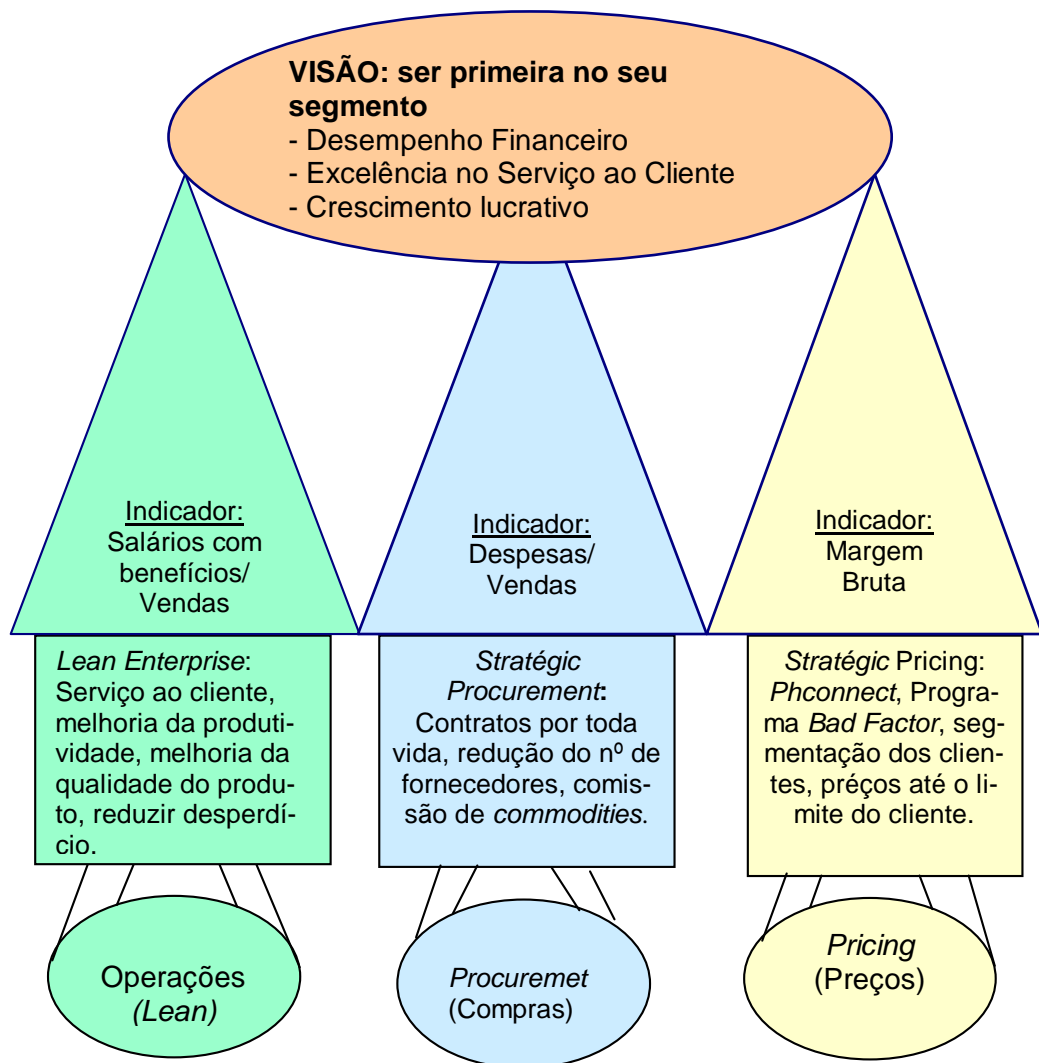 VISÃO: ser primeira no seu
segmento
- Desempenho Financeiro
- Excelência no Serviço ao Cliente
- Crescimento lucrativo
Indicador:
Salários com
benefícios/
Vendas
Indicador:
Despesas/
Vendas
Indicador:
Margem
Bruta
Lean Enterprise:
Serviço ao cliente,
melhoria da produti-
vidade, melhoria da
qualidade do produ-
to, reduzir desperdí-
cio.
Stratégic
Procurement:
Contratos por toda
vida, redução do nº de
fornecedores, comis-
são de commodities.
Stratégic Pricing:
Phconnect, Progra-
ma Bad Factor, seg-
mentação dos clien-
tes, préços até o li-
mite do cliente.
Operações
(Lean)
Procuremet
(Compras)
Pricing
(Preços)